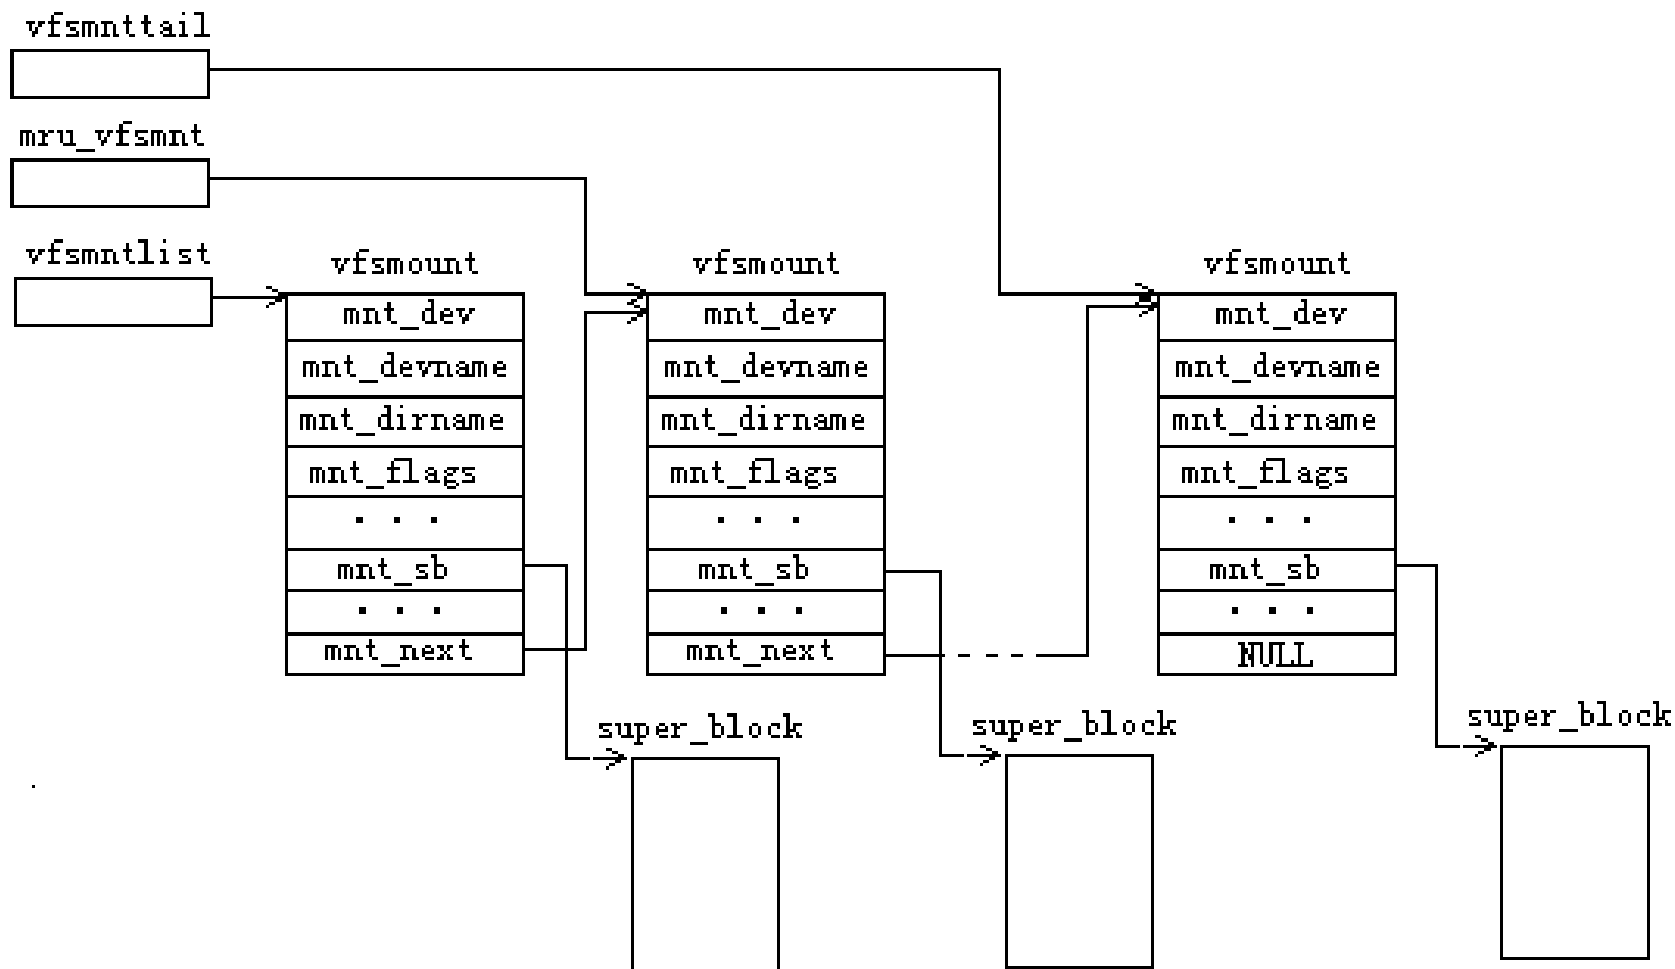 vfsmnttail
mru_vfsmnt
vfsmntlist
vfsmount
mnt_dev
mnt_devname
mnt_dirname
mnt_flags
. . .
mnt_sb
. . .
mnt_next
super_block
vfsmount
mnt_dev
mnt_devname
mnt_dirname
mnt_flags
. . .
mnt_sb
. . .
mnt_next
super_block
vfsmount
mnt_dev
mnt_devname
mnt_dirname
mnt_flags
. . .
mnt_sb
. . .
NULL
super_block